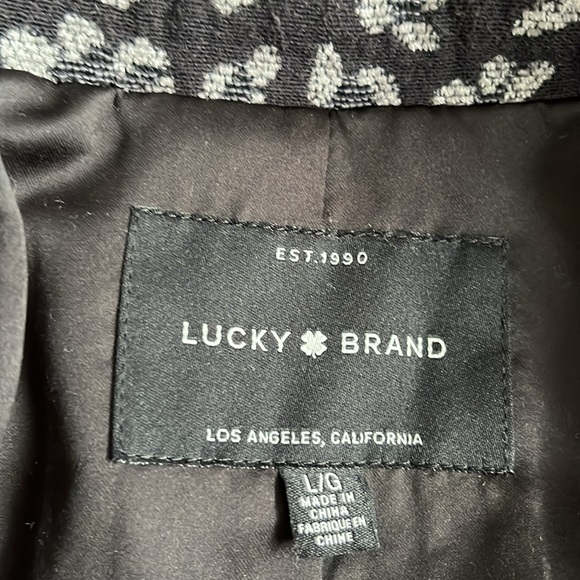 EST.1990
LUCKY BRAND
LOS ANGELES, CALIFORNIA
L/G
MADE IN
CHINA
FABRIQUE EN
CHINE